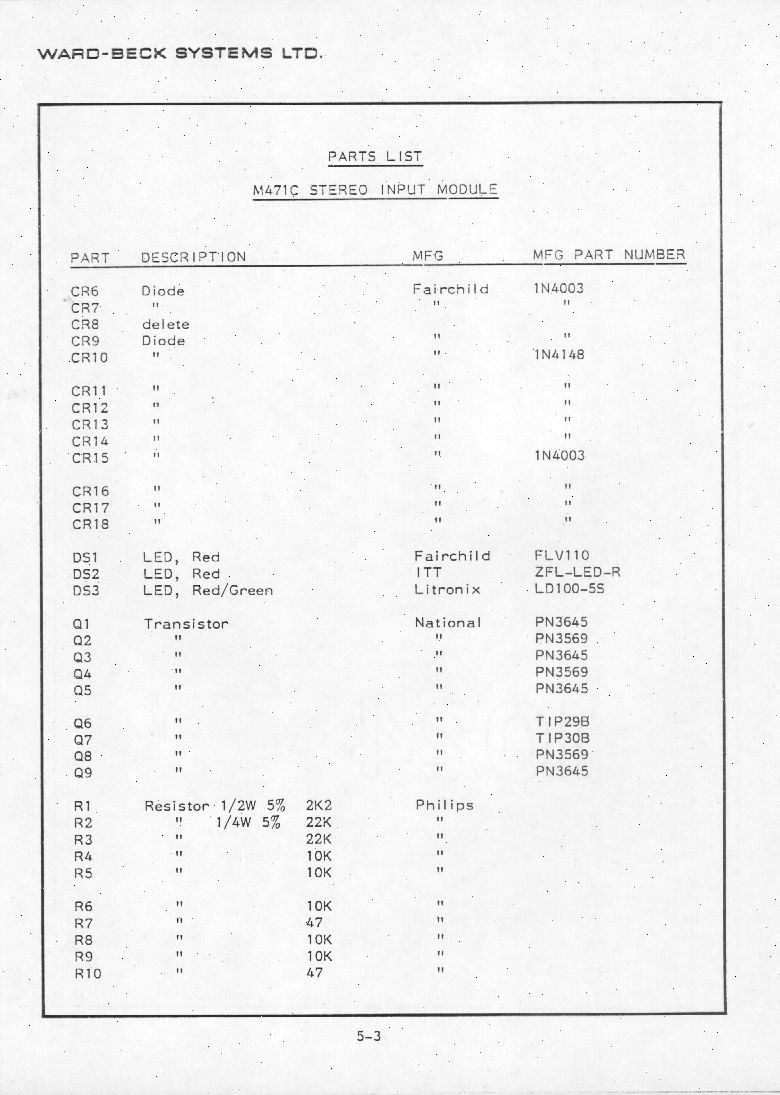 WARD-BECK SYSTEMS LTD.
PARTS LIST
M471C STEREO INPUT MODULE
PART DESCRIPTION MFG MFG PART NUMBER
CR6 Diode Fairchild 1N4003
CR7 " " "
CR8 delete
CR9 Diode " "
CR10 " " 1N4148
CR11 " " "
CR12 " " "
CR13 " " "
CR14 " " "
CR15 " " 1N4003
CR16 " " "
CR17 " " "
CR18 " " "
DS1 LED, Red Fairchild FLV110
DS2 LED, Red ITT ZFL-LED-R
DS3 LED, Red/Green Litronix LD100-5S
Q1 Transistor National PN3645
Q2 " " PN3569
Q3 " " PN3645
Q4 " " PN3569
Q5 " " PN3645
Q6 " " TIP29B
Q7 " " TIP30B
Q8 " " PN3569
Q9 " " PN3645
R1 Resistor 1/2W 5% 2K2 Philips
R2 " 1/4W 5% 22K "
R3 " 22K "
R4 " 10K "
R5 " 10K "
R6 " 10K "
R7 " 47 "
R8 " 10K "
R9 " 10K "
R10 " 47 "
5-3